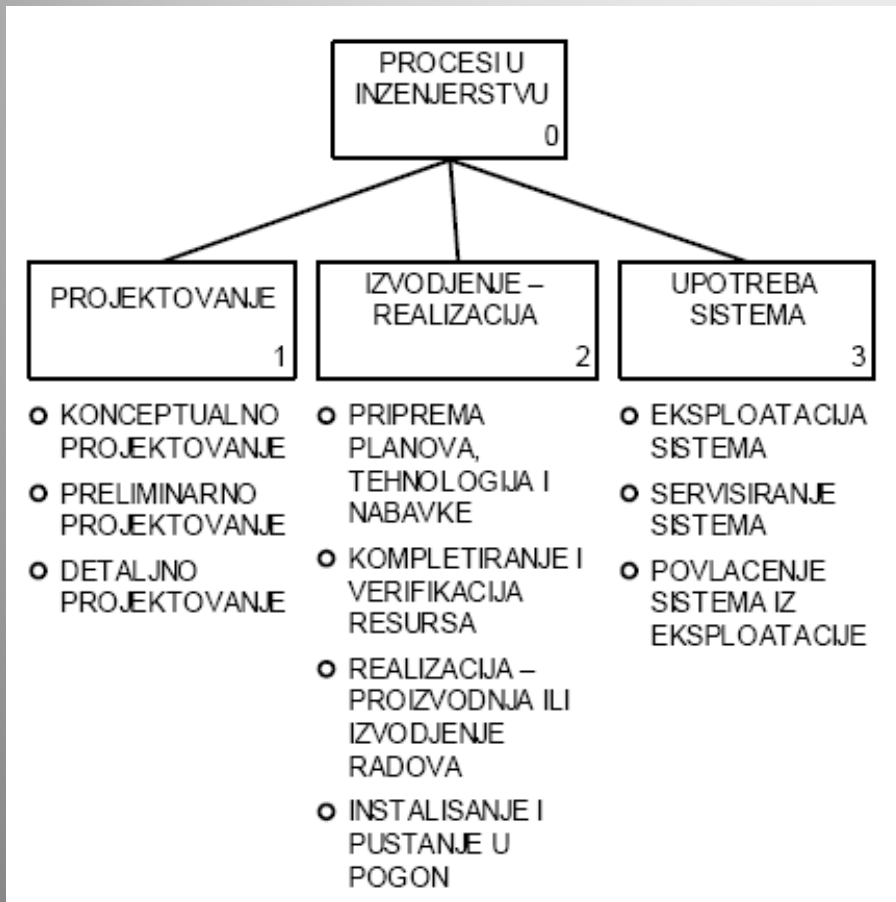 PROCESI U
INZENJERSTVU
0
PROJEKTOVANJE
1
IZVODJENJE –
REALIZACIJA
2
UPOTREBA
SISTEMA
3
KONCEPTUALNO
PROJEKTOVANJE
PRELIMINARNO
PROJEKTOVANJE
DETALJNO
PROJEKTOVANJE
PRIPREMA
PLANOVA,
TEHNOLOGIJA I
NABAVKE
KOMPLETIRANJE I
VERIFIKACIJA
RESURSA
REALIZACIJA –
PROIZVODNJA ILI
IZVODJENJE
RADOVA
INSTALISANJE I
PUSTANJE U
POGON
EKSPLOATACIJA
SISTEMA
SERVISIRANJE
SISTEMA
POVLACENJE
SISTEMA IZ
EKSPLOATACIJE